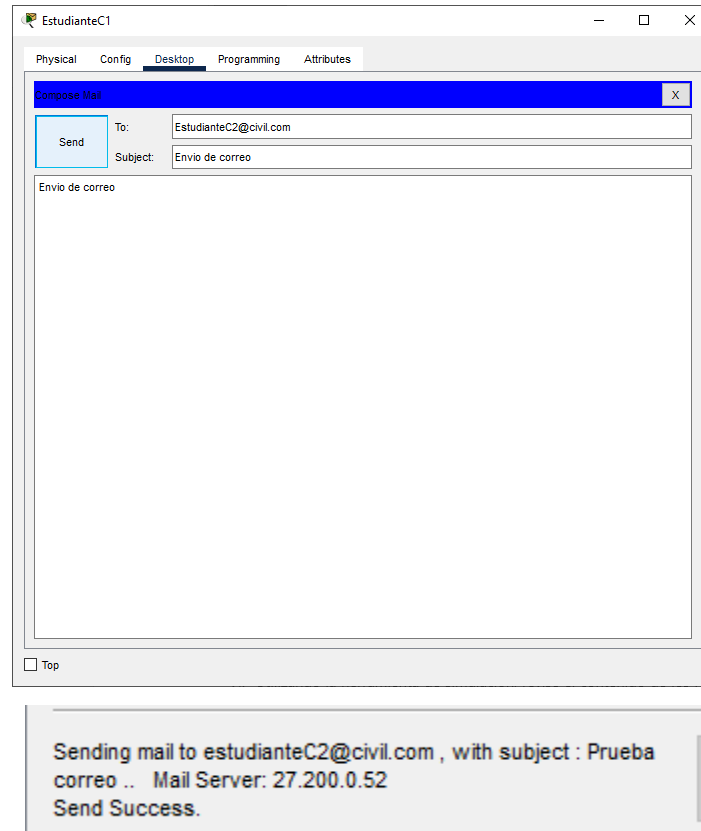 EstudianteC1
Physical Config Desktop Programming Attributes
Compose Mail X
Send
To: EstudianteC2@civil.com
Subject: Envio de correo
Envio de correo
Top
Sending mail to estudianteC2@civil.com , with subject : Prueba
correo .. Mail Server: 27.200.0.52
Send Success.